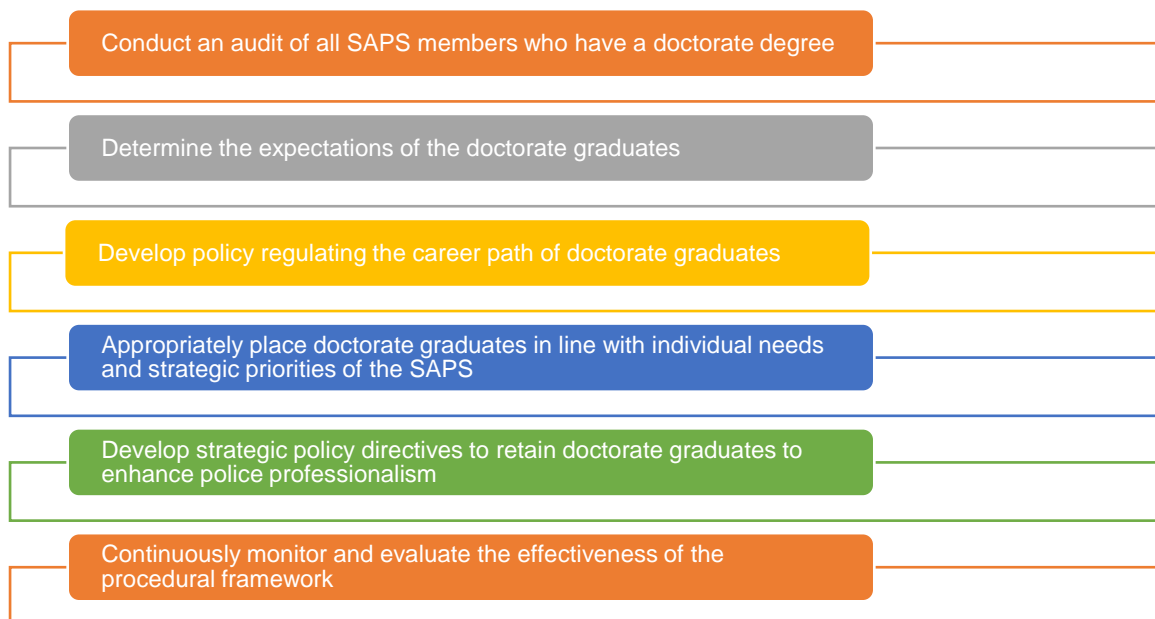 Conduct an audit of all SAPS members who have a doctorate degree
Determine the expectations of the doctorate graduates
Develop policy regulating the career path of doctorate graduates
Appropriately place doctorate graduates in line with individual needs
and strategic priorities of the SAPS
Develop strategic policy directives to retain doctorate graduates to
enhance police professionalism
Continuously monitor and evaluate the effectiveness of the
procedural framework